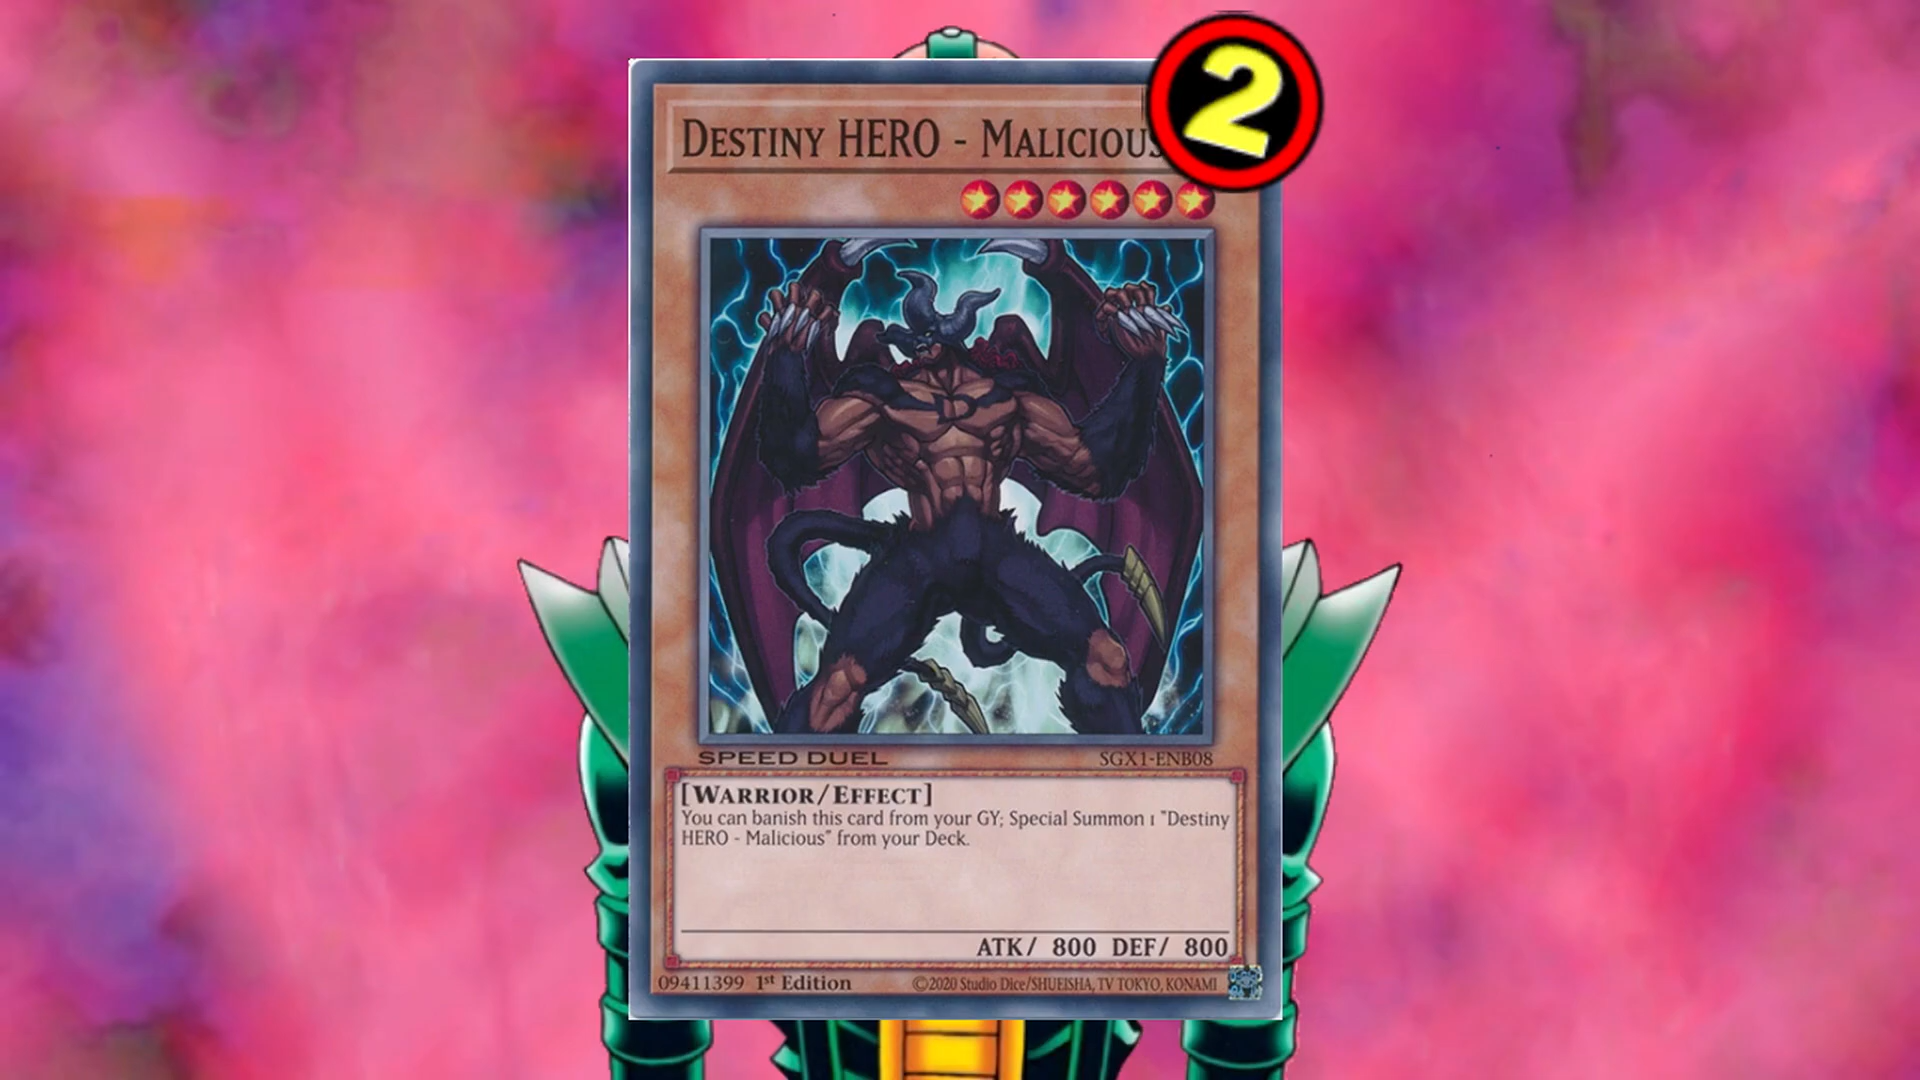 2
Destiny HERO - Malicious
SPEED DUEL SGX1-ENB08
[Warrior/Effect]
You can banish this card from your GY; Special Summon 1 "Destiny
HERO - Malicious" from your Deck.
ATK/ 800 DEF/ 800
09411399 1st Edition ©2020 Studio Dice/SHUEISHA, TV TOKYO, KONAMI